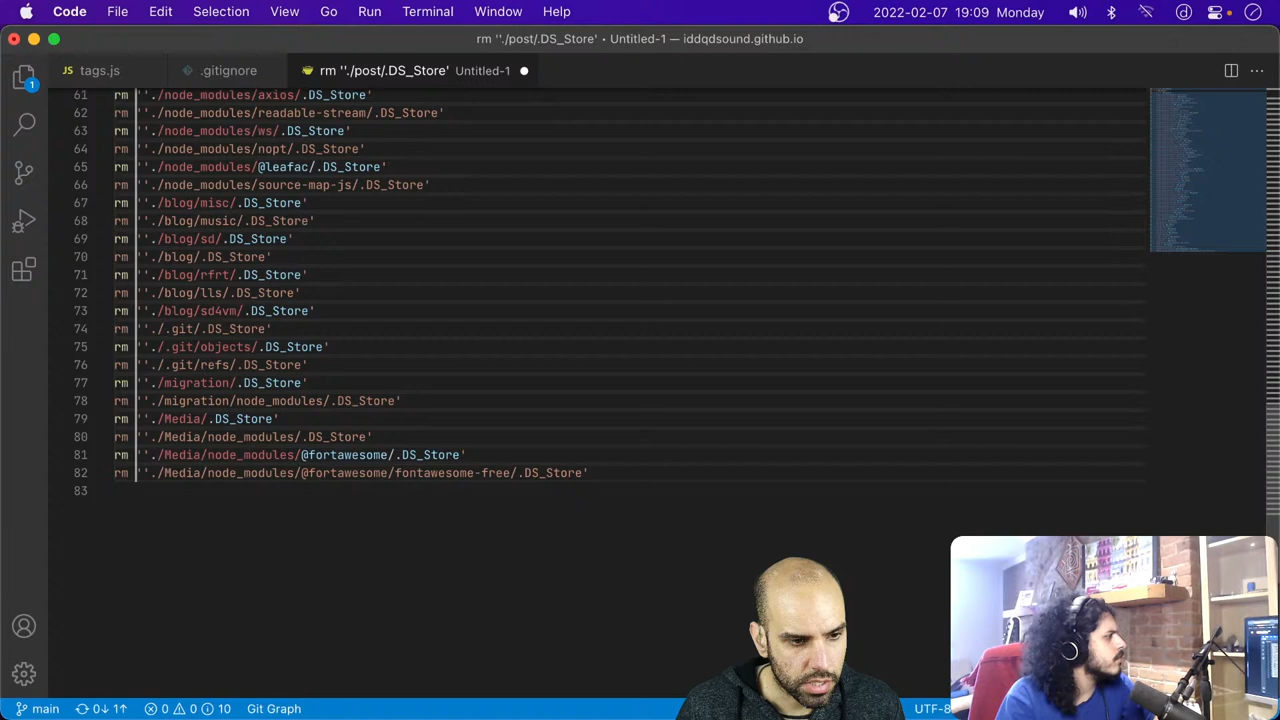 Code File Edit Selection View Go Run Terminal Window Help 2022-02-07 19:09 Monday
rm ''./post/.DS_Store' • Untitled-1 — iddqdsound.github.io
JS tags.js .gitignore rm ''./post/.DS_Store' Untitled-1
1
61 rm ''./node_modules/axios/.DS_Store'
62 rm ''./node_modules/readable-stream/.DS_Store'
63 rm ''./node_modules/ws/.DS_Store'
64 rm ''./node_modules/nopt/.DS_Store'
65 rm ''./node_modules/@leafac/.DS_Store'
66 rm ''./node_modules/source-map-js/.DS_Store'
67 rm ''./blog/misc/.DS_Store'
68 rm ''./blog/music/.DS_Store'
69 rm ''./blog/sd/.DS_Store'
70 rm ''./blog/.DS_Store'
71 rm ''./blog/rfrt/.DS_Store'
72 rm ''./blog/lls/.DS_Store'
73 rm ''./blog/sd4vm/.DS_Store'
74 rm ''./.git/.DS_Store'
75 rm ''./.git/objects/.DS_Store'
76 rm ''./.git/refs/.DS_Store'
77 rm ''./migration/.DS_Store'
78 rm ''./migration/node_modules/.DS_Store'
79 rm ''./Media/.DS_Store'
80 rm ''./Media/node_modules/.DS_Store'
81 rm ''./Media/node_modules/@fortawesome/.DS_Store'
82 rm ''./Media/node_modules/@fortawesome/fontawesome-free/.DS_Store'
83
main 0↓ 1↑ 0 0 10 Git Graph UTF-8